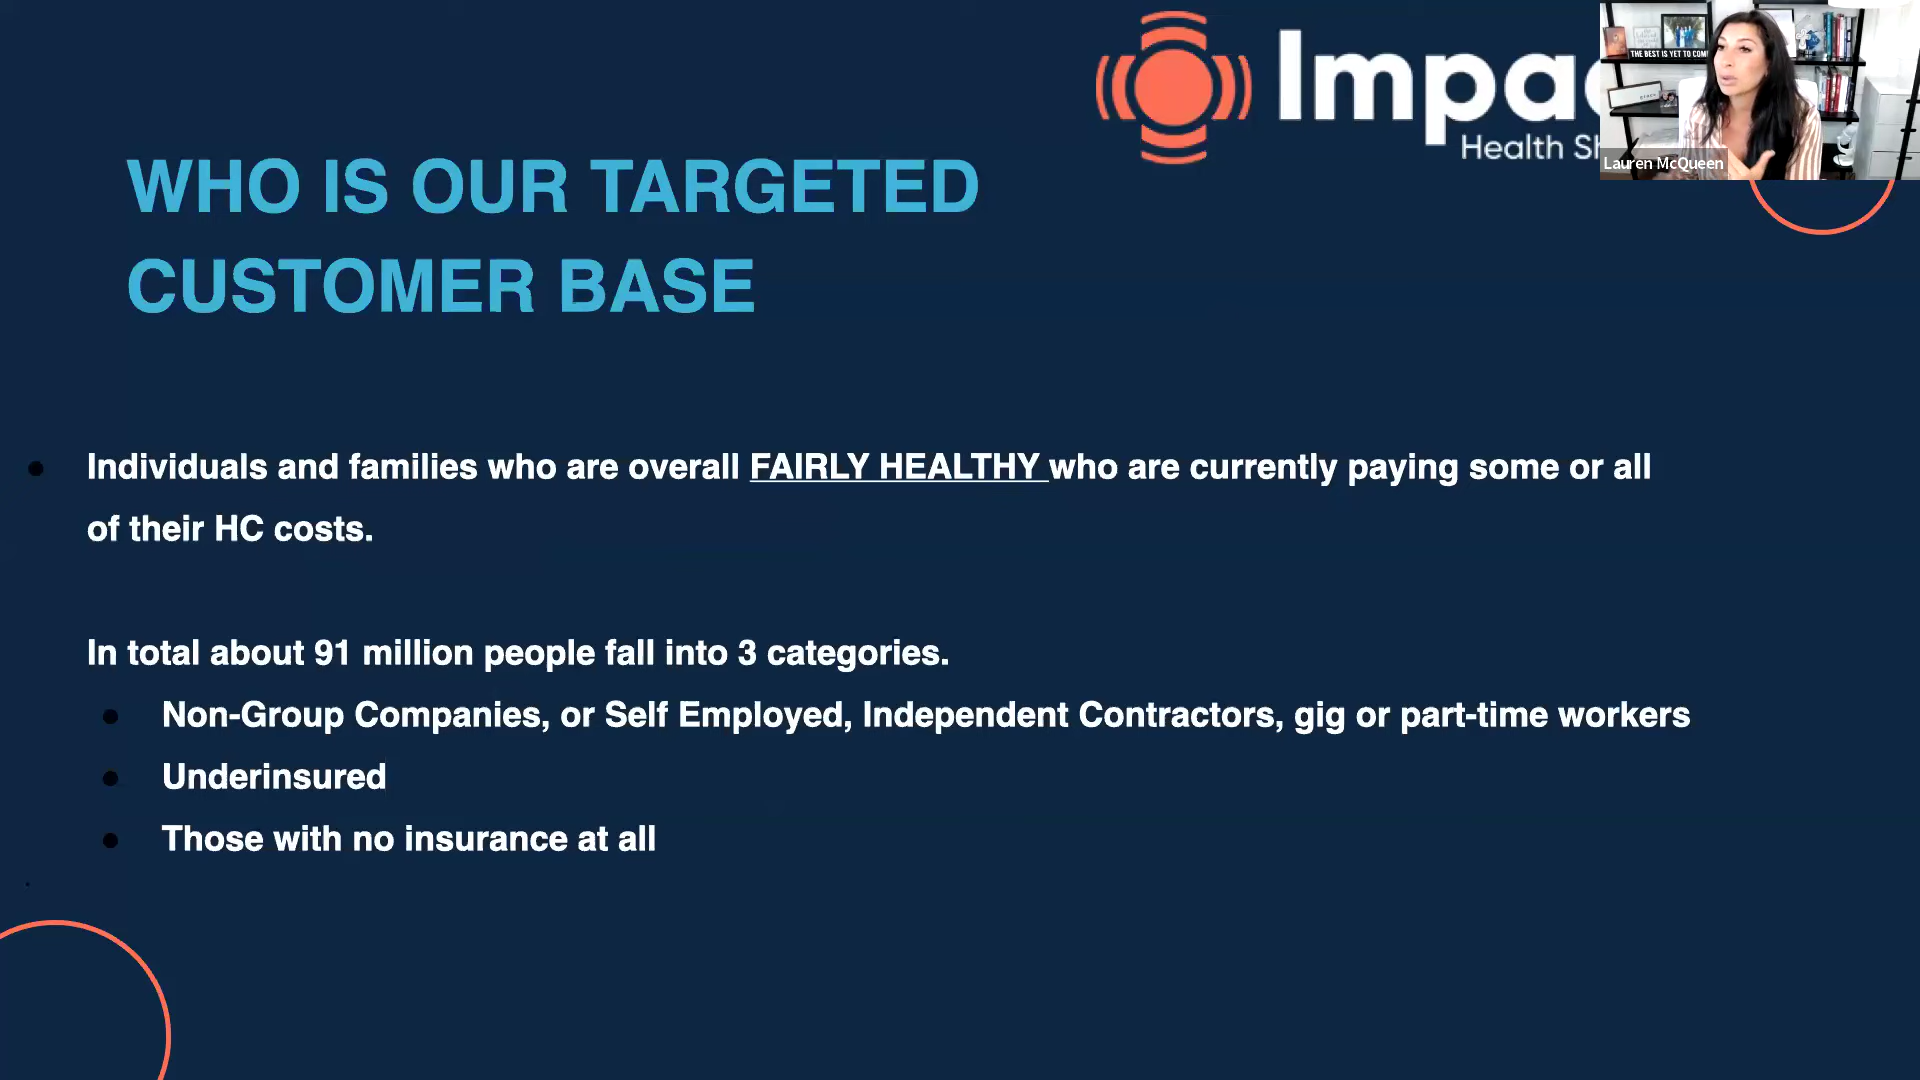 Impac
Health Sh
THE BEST IS YET TO COM
Lauren McQueen
WHO IS OUR TARGETED
CUSTOMER BASE
Individuals and families who are overall FAIRLY HEALTHY who are currently paying some or all
of their HC costs.
In total about 91 million people fall into 3 categories.
Non-Group Companies, or Self Employed, Independent Contractors, gig or part-time workers
Underinsured
Those with no insurance at all